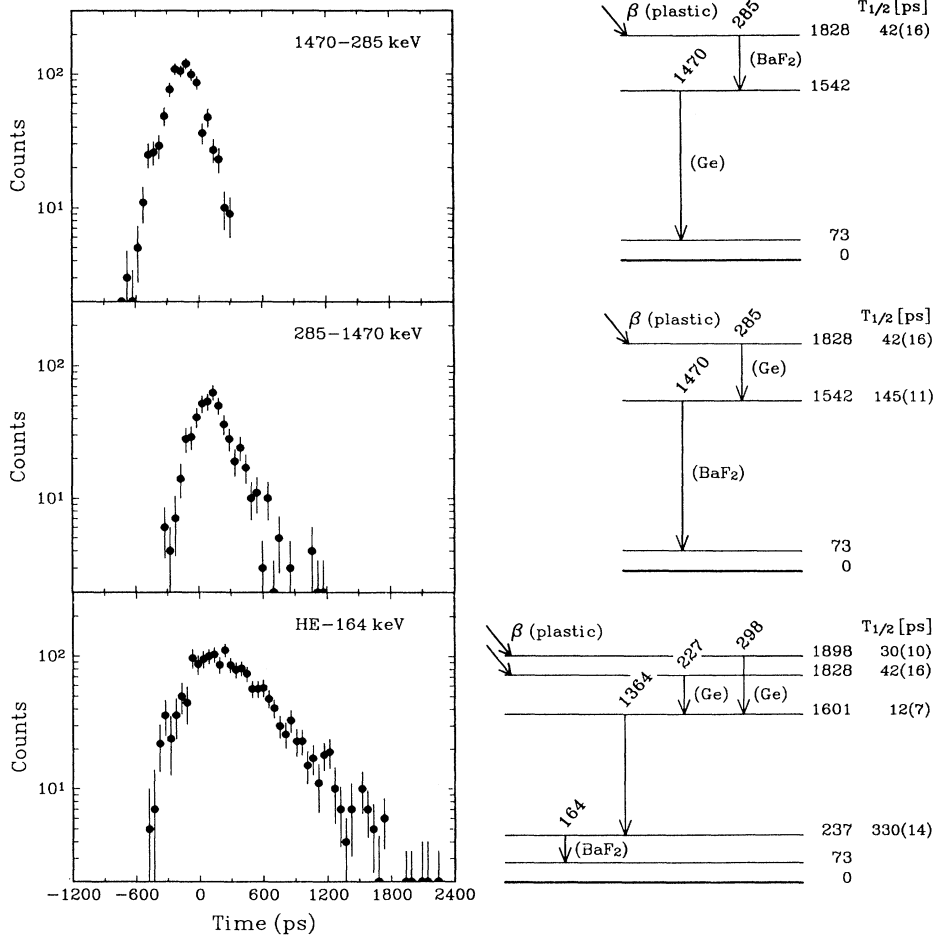 1470−285 keV
10²
10¹
Counts
285−1470 keV
10²
10¹
Counts
HE−164 keV
10²
10¹
Counts
−1200 −600 0 600 1200 1800 2400
Time (ps)
T1/2 [ps]
β (plastic)
285
1828 42(16)
(BaF₂)
1470
1542
(Ge)
73
0
T1/2 [ps]
β (plastic)
285
1828 42(16)
(Ge)
1470
1542 145(11)
(BaF₂)
73
0
T1/2 [ps]
β (plastic)
298
227
1898 30(10)
1828 42(16)
(Ge) (Ge)
1364
1601 12(7)
164
237 330(14)
(BaF₂)
73
0